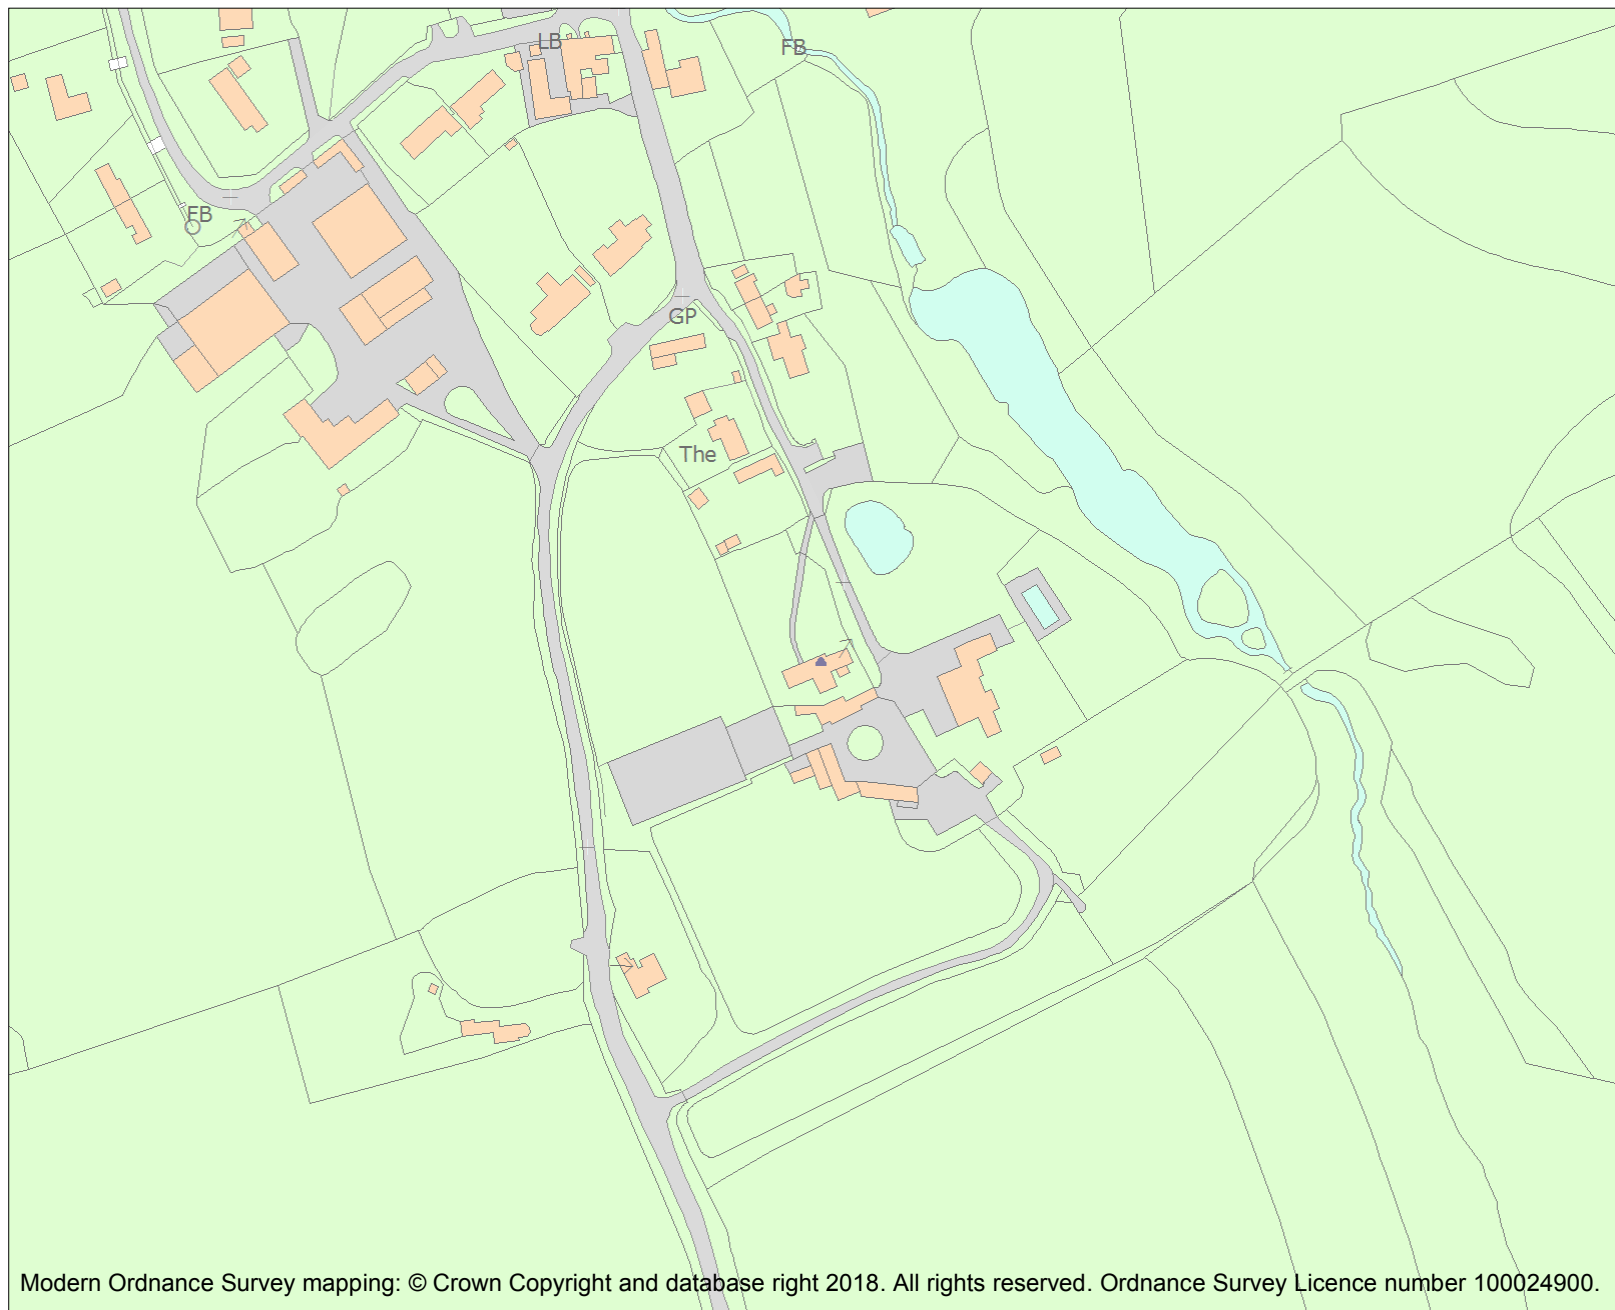 LB
FB
FB
GP
The
Modern Ordnance Survey mapping: © Crown Copyright and database right 2018. All rights reserved. Ordnance Survey Licence number 100024900.